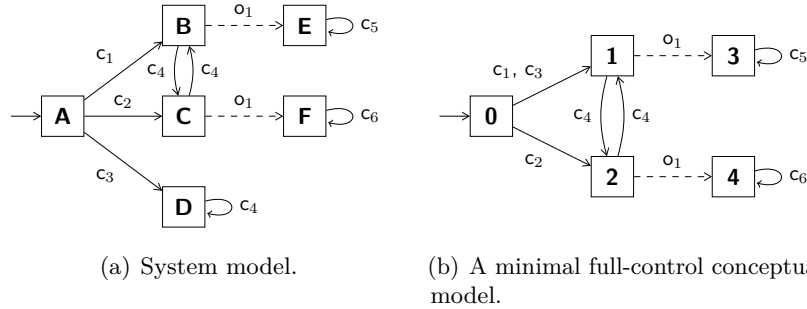 B o₁ E c₅
c₁ c₄ c₄
A c₂ C o₁ F c₆
c₃
D c₄
(a) System model.
1 o₁ 3 c₅
c₁, c₃
0 c₄ c₄
c₂
2 o₁ 4 c₆
(b) A minimal full-control conceptua
model.